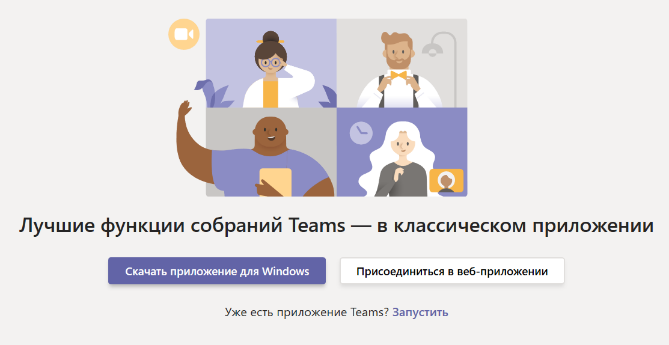 Лучшие функции собраний Teams — в классическом приложении
Скачать приложение для Windows
Присоединиться в веб-приложении
Уже есть приложение Teams? Запустить